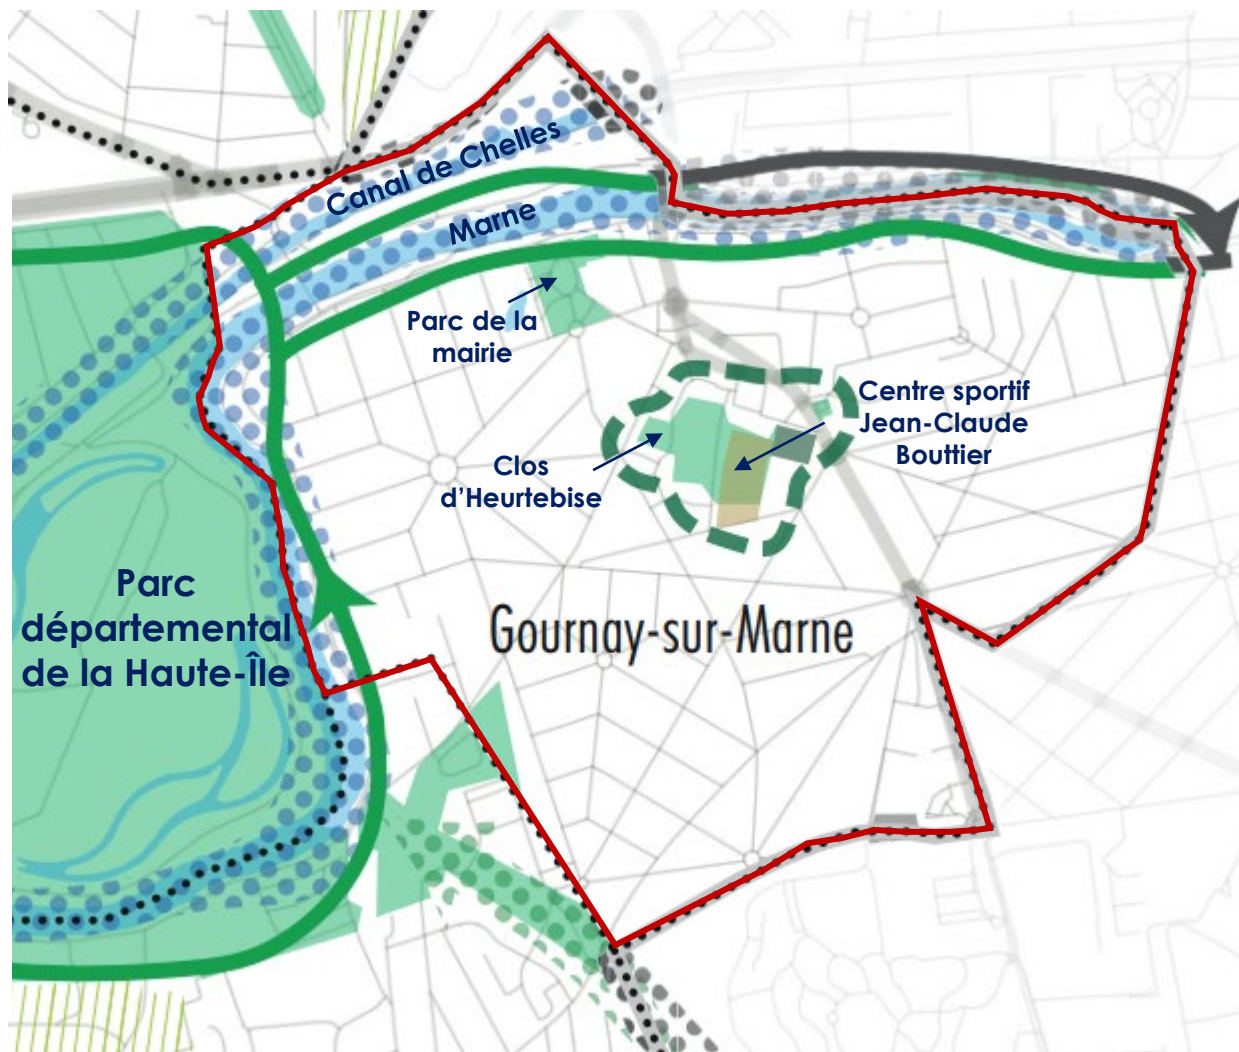 Canal de Chelles
Marne
Parc de la
mairie
Centre sportif
Jean-Claude
Bouttier
Clos
d'Heurtebise
Parc
départemental
de la Haute-Île
Gournay-sur-Marne